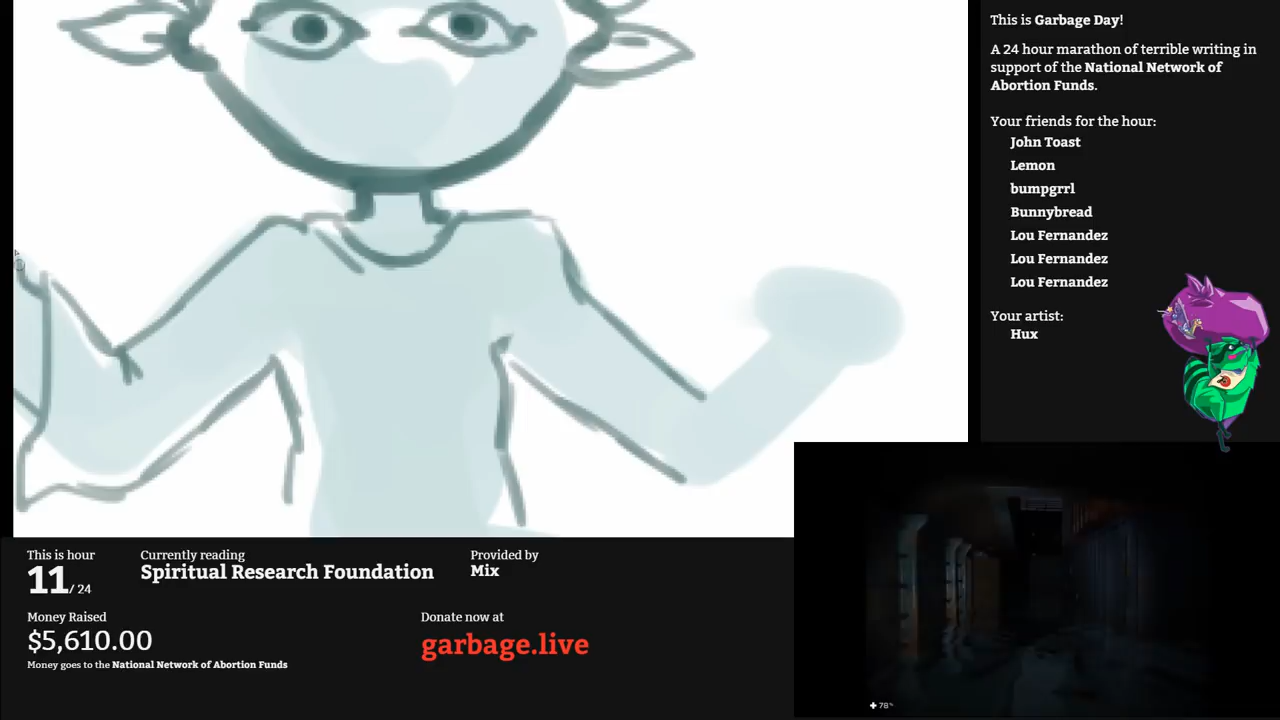 This is Garbage Day!
A 24 hour marathon of terrible writing in
support of the National Network of
Abortion Funds.
Your friends for the hour:
John Toast
Lemon
bumpgrrl
Bunnybread
Lou Fernandez
Lou Fernandez
Lou Fernandez
Your artist:
Hux
This is hour
11/ 24
Currently reading
Spiritual Research Foundation
Provided by
Mix
Money Raised
$5,610.00
Money goes to the National Network of Abortion Funds
Donate now at
garbage.live
78%